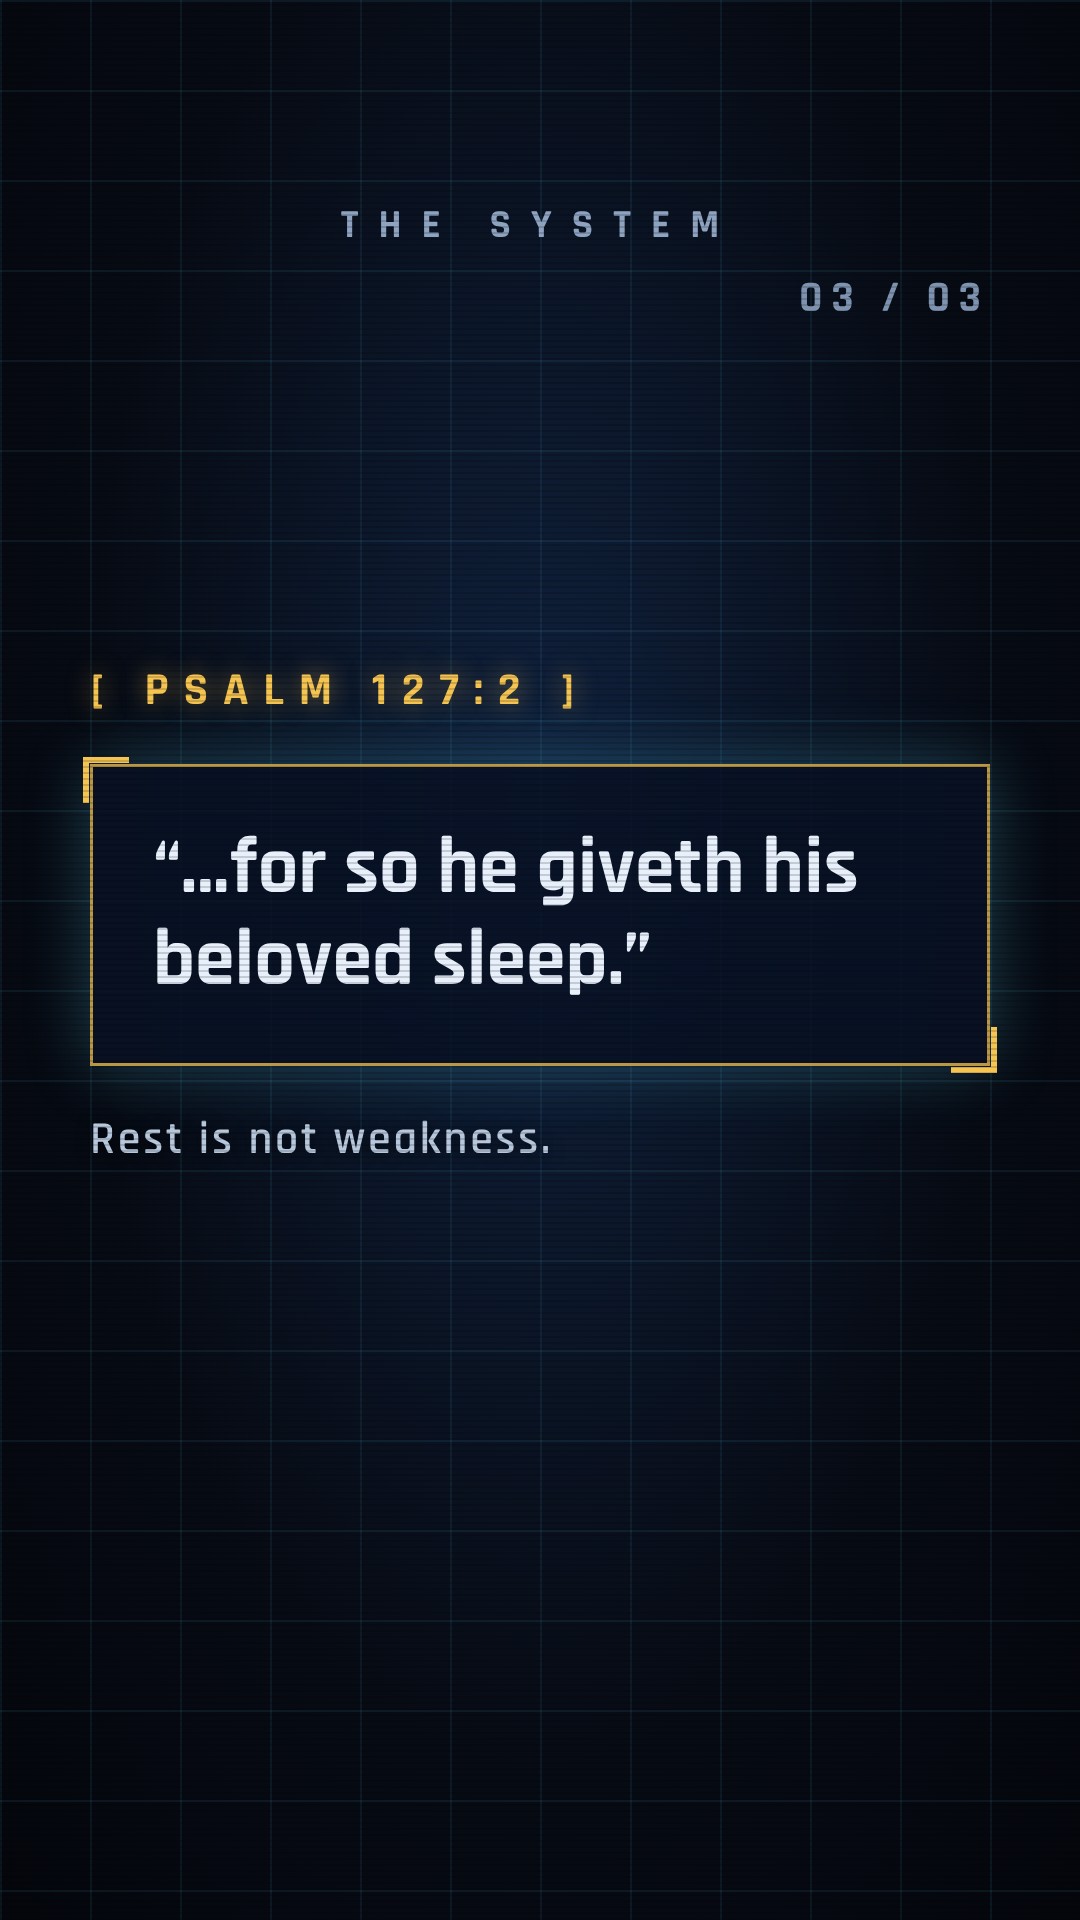 THE SYSTEM
03 / 03
[ PSALM 127:2 ]
“...for so he giveth his
beloved sleep.”
Rest is not weakness.